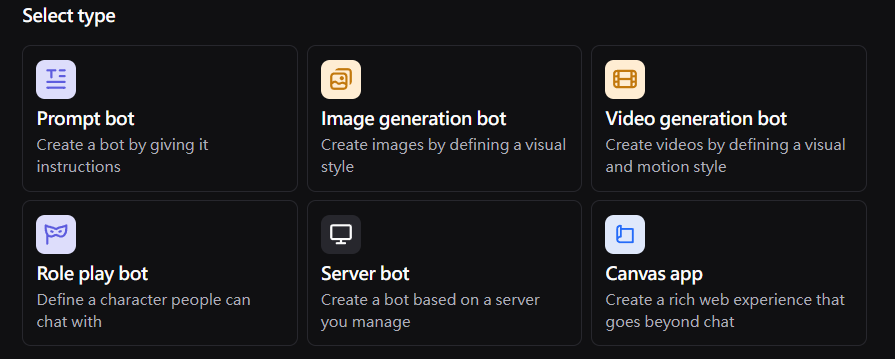 Select type
Prompt bot
Create a bot by giving it
instructions
Image generation bot
Create images by defining a visual
style
Video generation bot
Create videos by defining a visual
and motion style
Role play bot
Define a character people can
chat with
Server bot
Create a bot based on a server
you manage
Canvas app
Create a rich web experience that
goes beyond chat